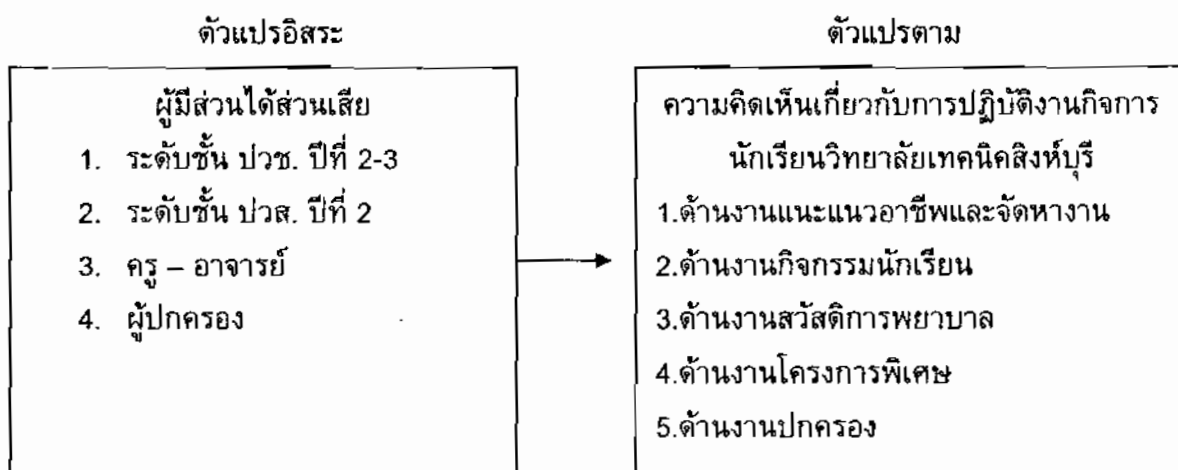 ตัวแปรอิสระ
ผู้มีส่วนได้ส่วนเสีย
1. ระดับชั้น ปวช. ปีที่ 2-3
2. ระดับชั้น ปวส. ปีที่ 2
3. ครู – อาจารย์
4. ผู้ปกครอง
ตัวแปรตาม
ความคิดเห็นเกี่ยวกับการปฏิบัติงานกิจการ
นักเรียนวิทยาลัยเทคนิคสิงห์บุรี
1.ด้านงานแนะแนวอาชีพและจัดหางาน
2.ด้านงานกิจกรรมนักเรียน
3.ด้านงานสวัสดิการพยาบาล
4.ด้านงานโครงการพิเศษ
5.ด้านงานปกครอง